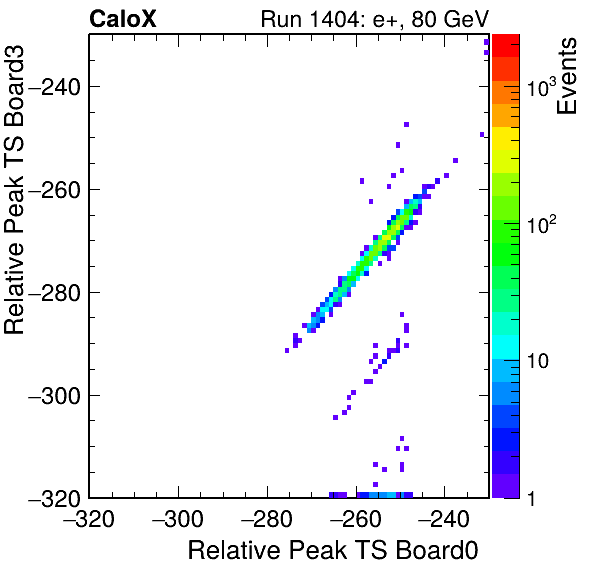 CaloX Run 1404: e+, 80 GeV
Relative Peak TS Board3
−240
−260
−280
−300
−320
−320 −300 −280 −260 −240
Relative Peak TS Board0
Events
10³
10²
10
1